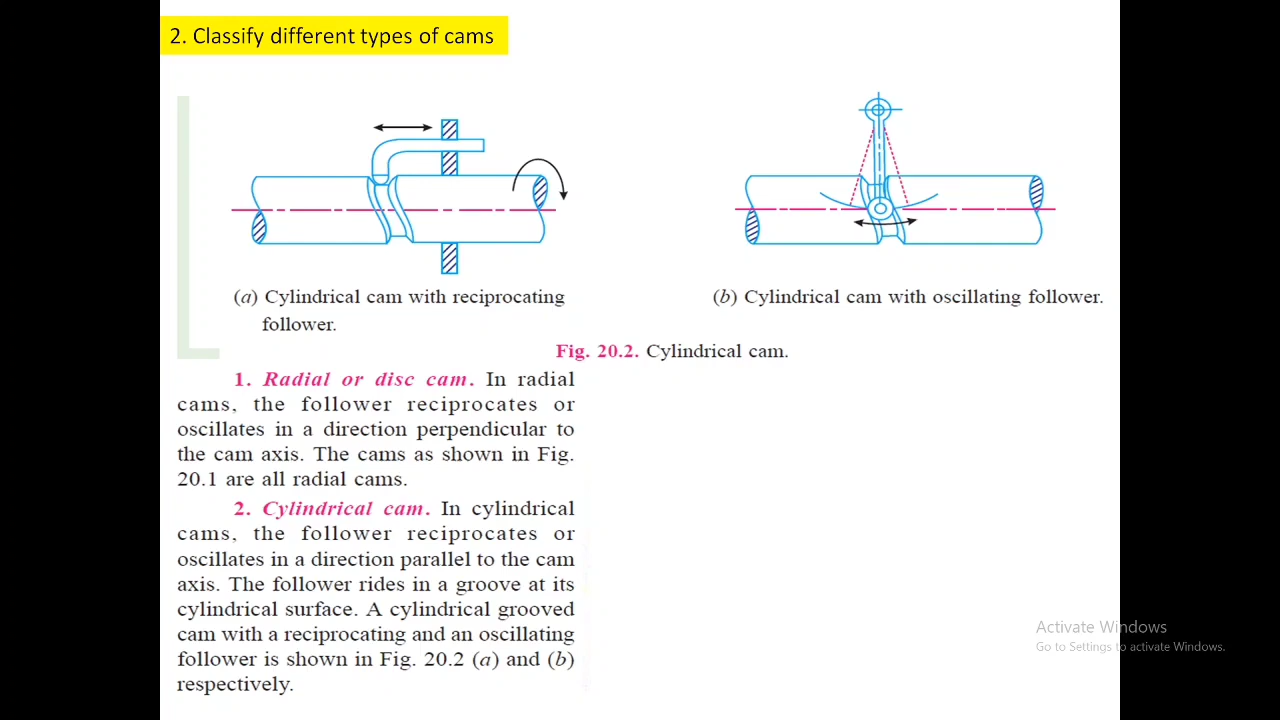 2. Classify different types of cams
(a) Cylindrical cam with reciprocating
follower.
(b) Cylindrical cam with oscillating follower.
Fig. 20.2. Cylindrical cam.
1. Radial or disc cam. In radial
cams, the follower reciprocates or
oscillates in a direction perpendicular to
the cam axis. The cams as shown in Fig.
20.1 are all radial cams.
2. Cylindrical cam. In cylindrical
cams, the follower reciprocates or
oscillates in a direction parallel to the cam
axis. The follower rides in a groove at its
cylindrical surface. A cylindrical grooved
cam with a reciprocating and an oscillating
follower is shown in Fig. 20.2 (a) and (b)
respectively.
Activate Windows
Go to Settings to activate Windows.